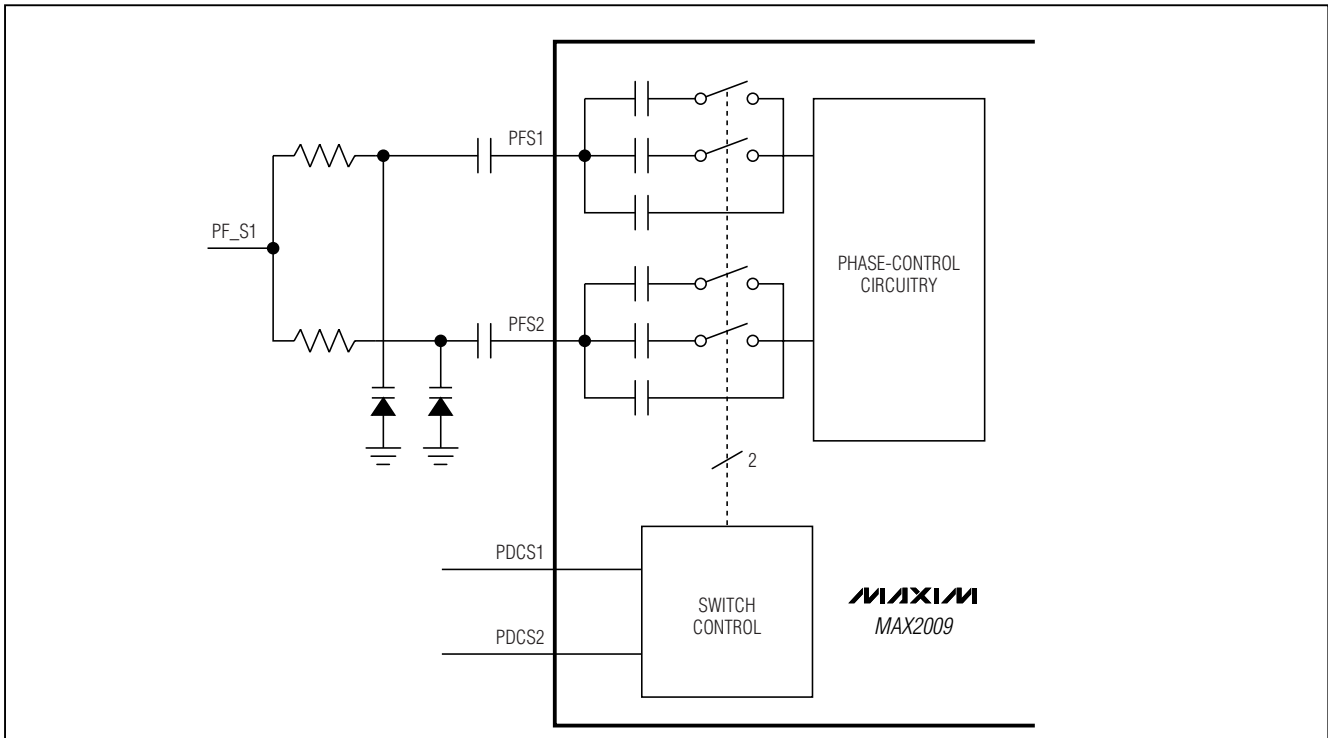 PFS1
PF_S1
PHASE-CONTROL
CIRCUITRY
PFS2
2
PDCS1
SWITCH
CONTROL
PDCS2
MAXIM
MAX2009